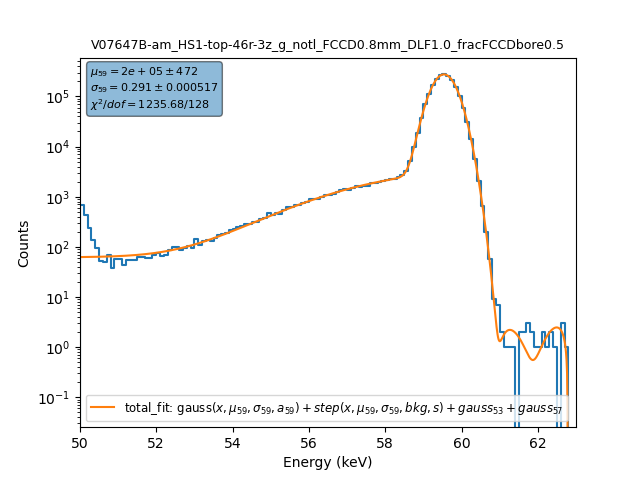 V07647B-am_HS1-top-46r-3z_g_notl_FCCD0.8mm_DLF1.0_fracFCCDbore0.5
μ₅₉ = 2e + 05 ± 472
σ₅₉ = 0.291 ± 0.000517
χ²/dof = 1235.68/128
10⁵
10⁴
10³
10²
10¹
10⁰
10⁻¹
Counts
total_fit: gauss(x, μ₅₉, σ₅₉, a₅₉) + step(x, μ₅₉, σ₅₉, bkg, s) + gauss₅₃ + gauss₅₇
50 52 54 56 58 60 62
Energy (keV)